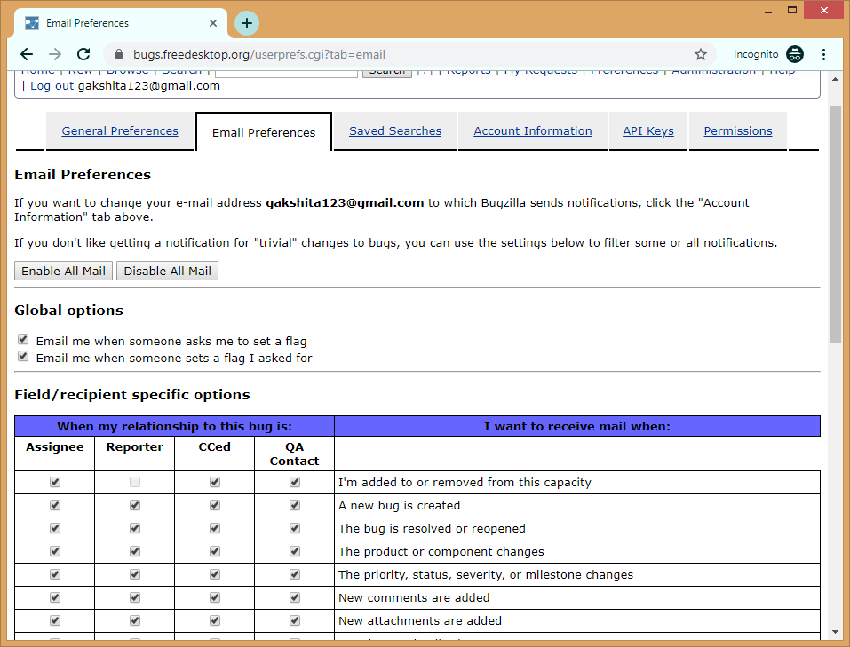 Email Preferences
bugs.freedesktop.org/userprefs.cgi?tab=email
Incognito
Home | New | Browse | Search | Search | [?] | Reports | My Requests | Preferences | Administration | Help
| Log out gakshita123@gmail.com
General Preferences
Email Preferences
Saved Searches
Account Information
API Keys
Permissions
Email Preferences
If you want to change your e-mail address gakshita123@gmail.com to which Bugzilla sends notifications, click the "Account
Information" tab above.
If you don't like getting a notification for "trivial" changes to bugs, you can use the settings below to filter some or all notifications.
Enable All Mail
Disable All Mail
Global options
Email me when someone asks me to set a flag
Email me when someone sets a flag I asked for
Field/recipient specific options
When my relationship to this bug is:
I want to receive mail when:
Assignee
Reporter
CCed
QA
Contact
I'm added to or removed from this capacity
A new bug is created
The bug is resolved or reopened
The product or component changes
The priority, status, severity, or milestone changes
New comments are added
New attachments are added